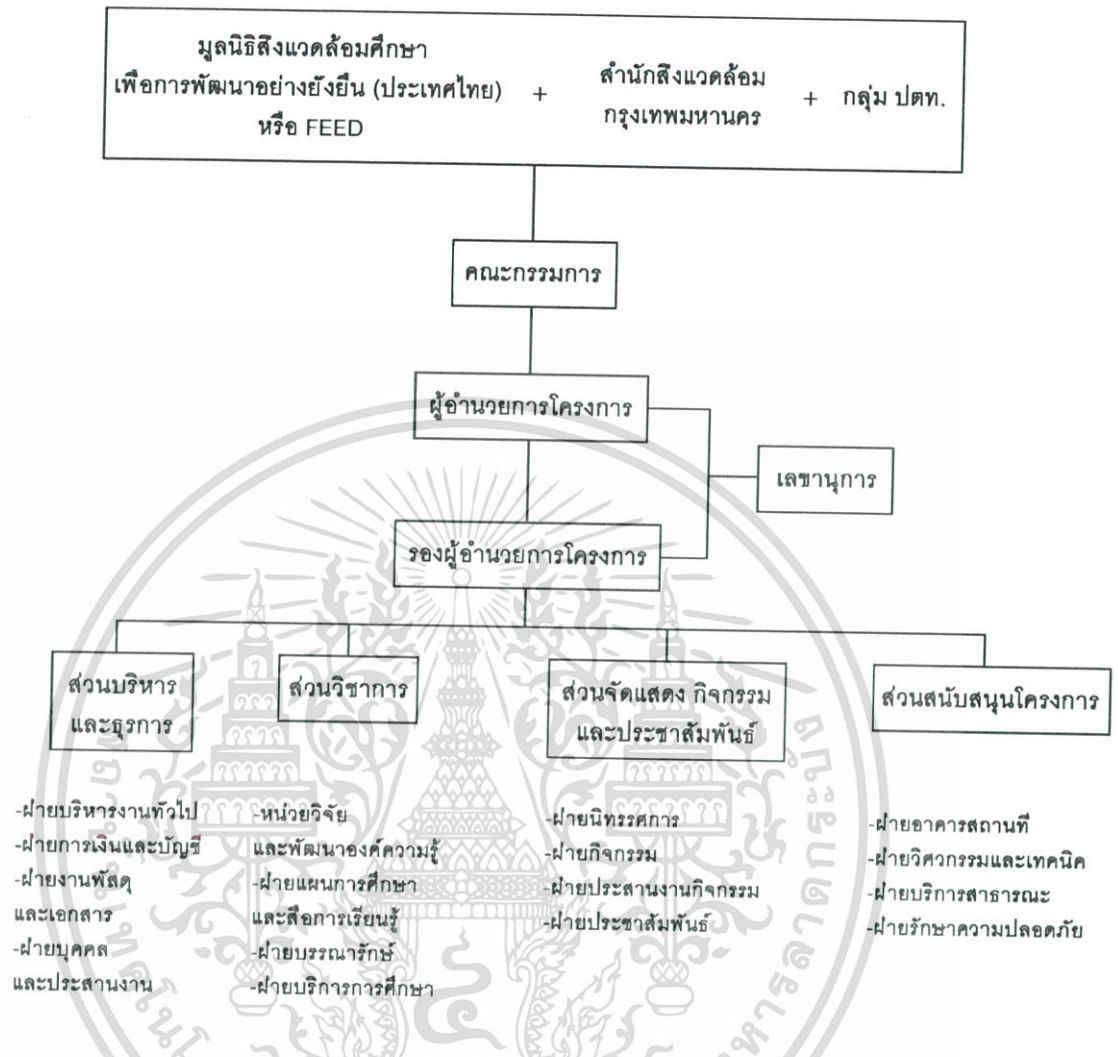 มูลนิธิสิ่งแวดล้อมศึกษา
เพื่อการพัฒนาอย่างยั่งยืน (ประเทศไทย)
หรือ FEED
+
สำนักสิ่งแวดล้อม
กรุงเทพมหานคร
+
กลุ่ม ปตท.
คณะกรรมการ
ผู้อำนวยการโครงการ
เลขานุการ
รองผู้อำนวยการโครงการ
ส่วนบริหาร
และธุรการ
-ฝ่ายบริหารงานทั่วไป
-ฝ่ายการเงินและบัญชี
-ฝ่ายงานพัสดุ
และเอกสาร
-ฝ่ายบุคคล
และประสานงาน
ส่วนวิชาการ
-หน่วยวิจัย
และพัฒนาองค์ความรู้
-ฝ่ายแผนการศึกษา
และสื่อการเรียนรู้
-ฝ่ายบรรณารักษ์
-ฝ่ายบริการการศึกษา
ส่วนจัดแสดง กิจกรรม
และประชาสัมพันธ์
-ฝ่ายนิทรรศการ
-ฝ่ายกิจกรรม
-ฝ่ายประสานงานกิจกรรม
-ฝ่ายประชาสัมพันธ์
ส่วนสนับสนุนโครงการ
-ฝ่ายอาคารสถานที่
-ฝ่ายวิศวกรรมและเทคนิค
-ฝ่ายบริการสาธารณะ
-ฝ่ายรักษาความปลอดภัย